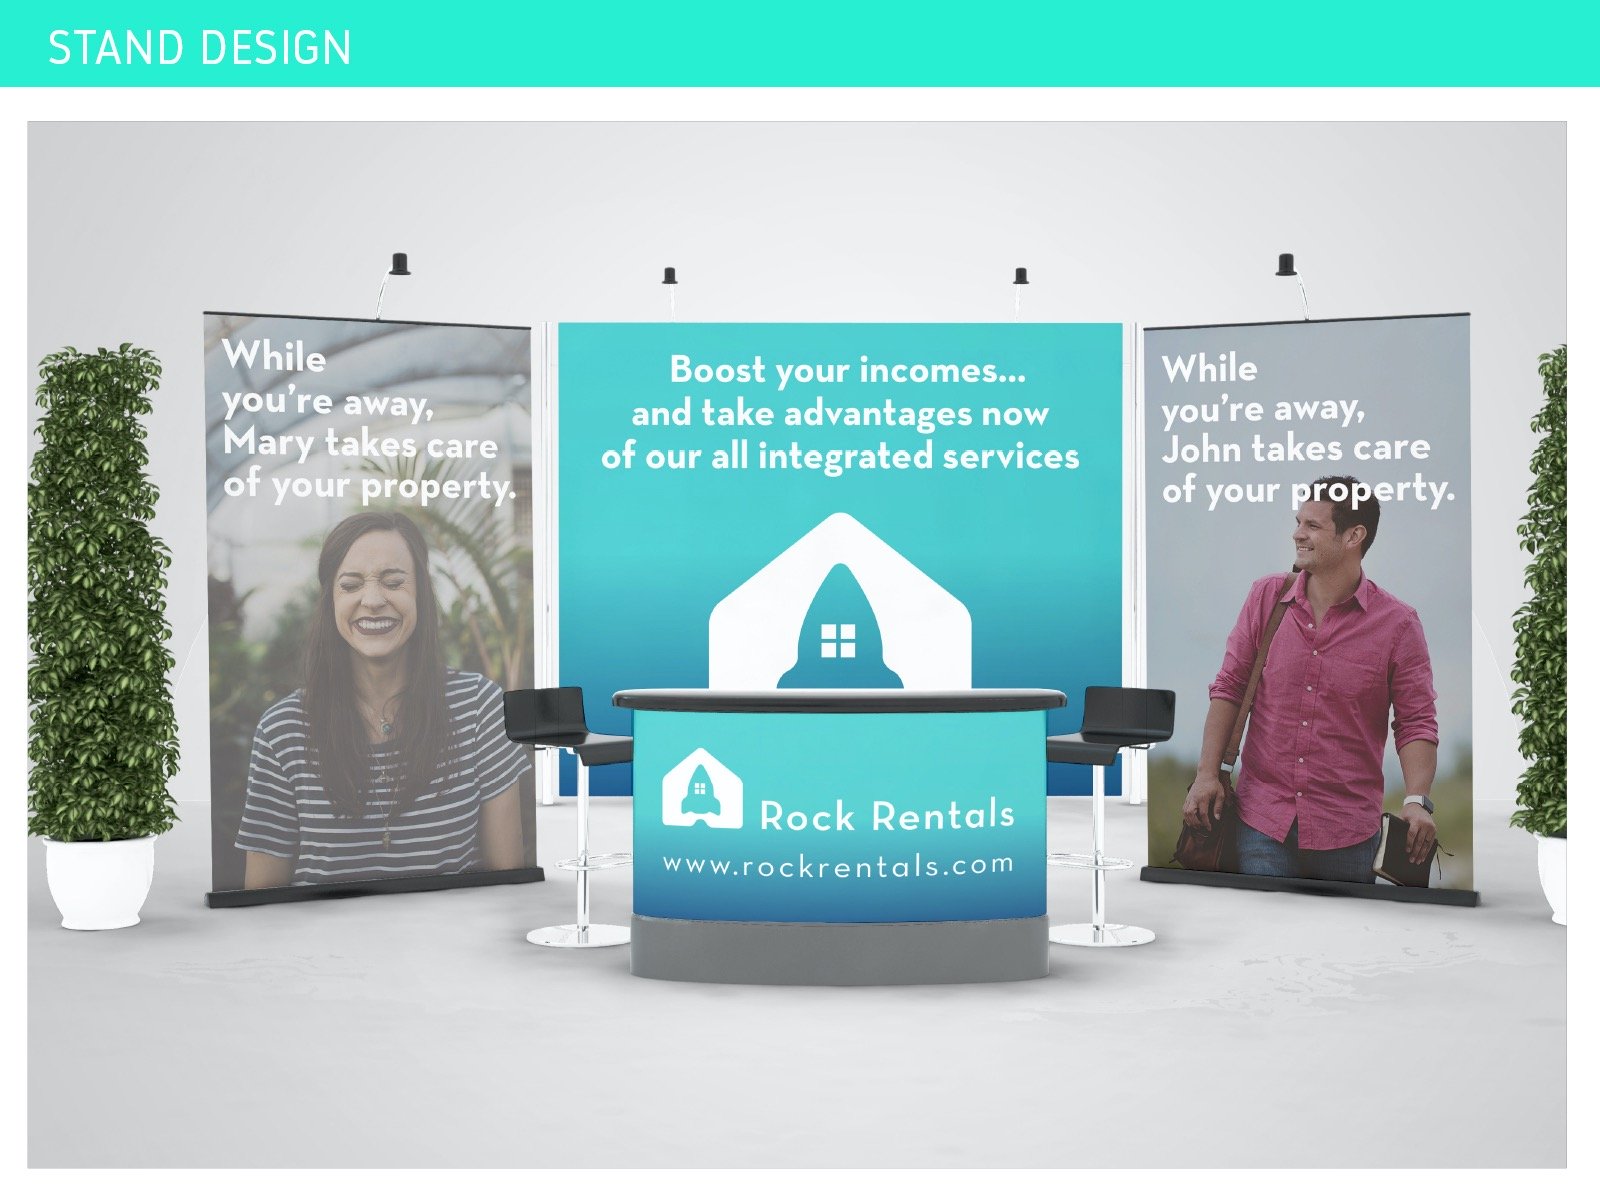 STAND DESIGN
While
you're away,
Mary takes care
of your property.
Boost your incomes...
and take advantages now
of our all integrated services
While
you're away,
John takes care
of your property.
Rock Rentals
www.rockrentals.com